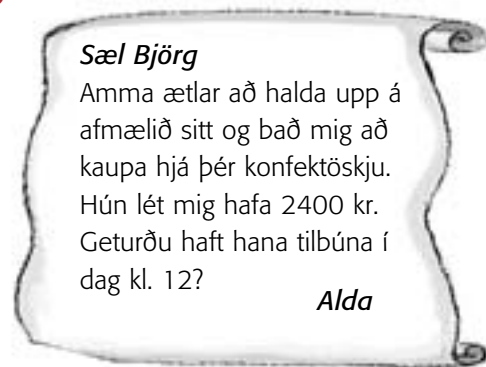 Sæl Björg
Amma ætlar að halda upp á
afmælið sitt og bað mig að
kaupa hjá þér konfektöskju.
Hún lét mig hafa 2400 kr.
Geturðu haft hana tilbúna í
dag kl. 12?
Alda